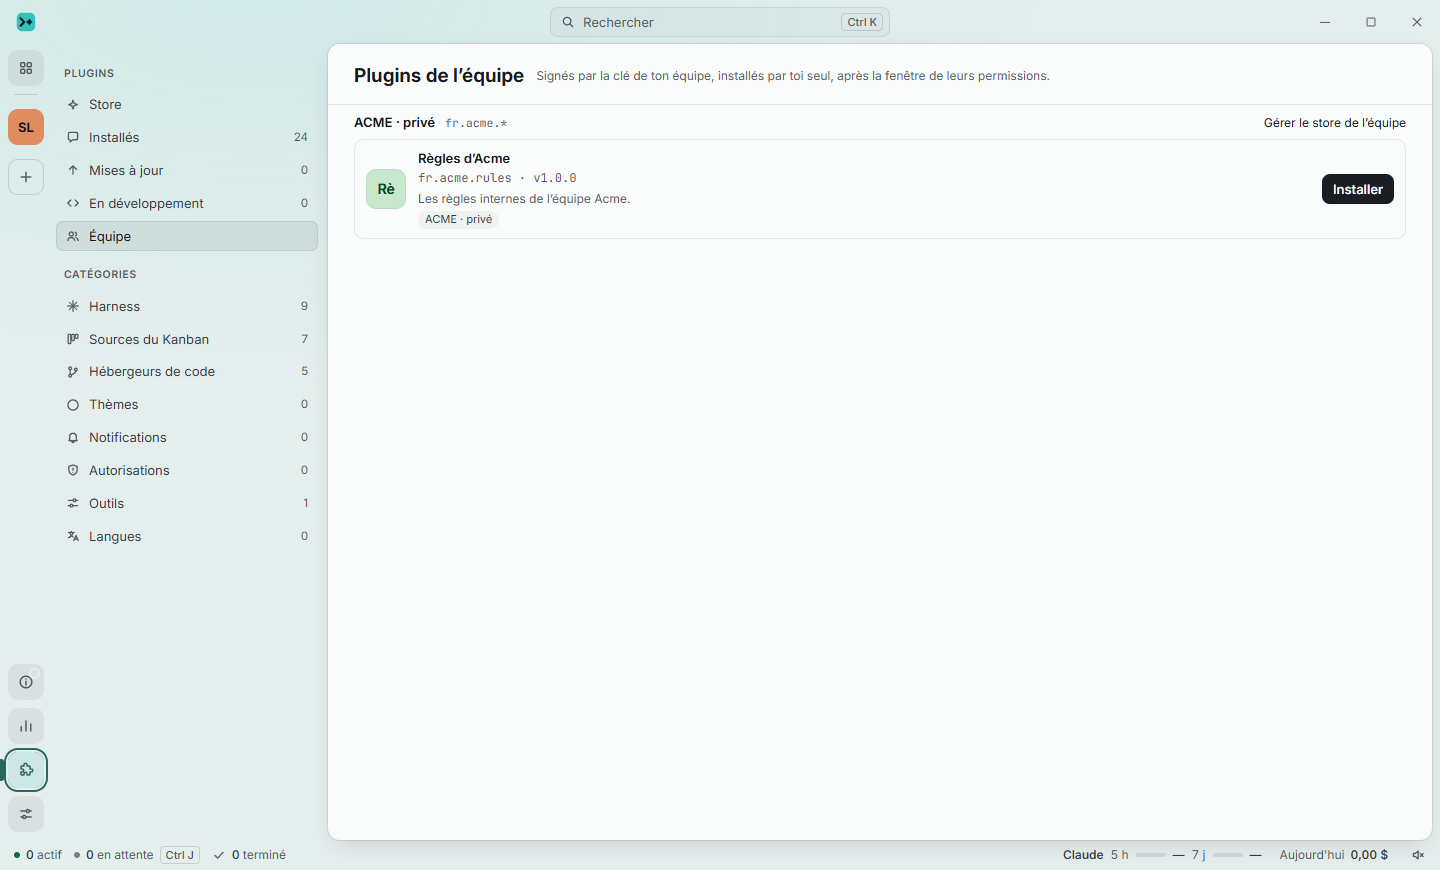 Rechercher
Ctrl K
SL
PLUGINS
Store
Installés 24
Mises à jour 0
En développement 0
Équipe
CATÉGORIES
Harness 9
Sources du Kanban 7
Hébergeurs de code 5
Thèmes 0
Notifications 0
Autorisations 0
Outils 1
Langues 0
Plugins de l’équipe
Signés par la clé de ton équipe, installés par toi seul, après la fenêtre de leurs permissions.
ACME · privé fr.acme.*
Gérer le store de l’équipe
Rè
Règles d’Acme
fr.acme.rules · v1.0.0
Les règles internes de l’équipe Acme.
ACME · privé
Installer
0 actif 0 en attente Ctrl J 0 terminé
Claude 5 h — 7 j — Aujourd'hui 0,00 $